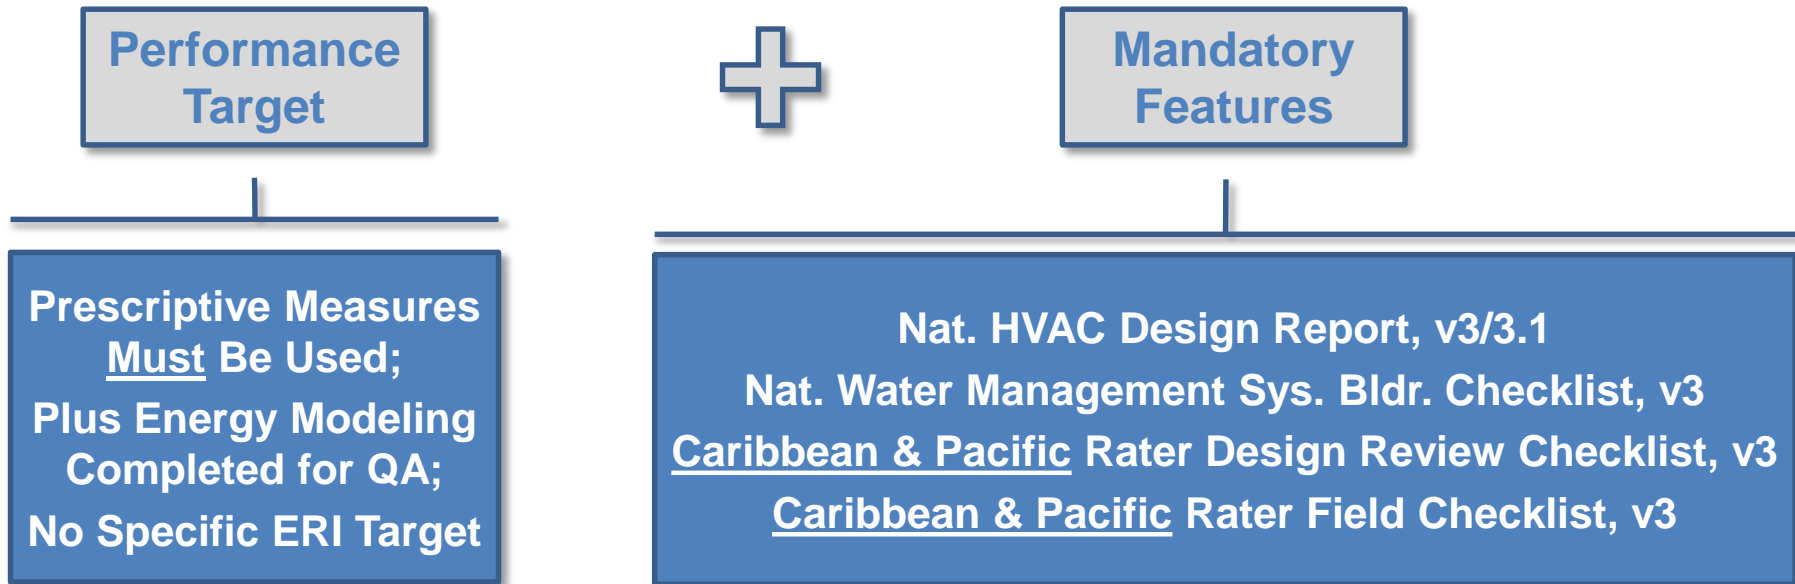 Performance
Target
Mandatory
Features
Prescriptive Measures
Must Be Used;
Plus Energy Modeling
Completed for QA;
No Specific ERI Target
Nat. HVAC Design Report, v3/3.1
Nat. Water Management Sys. Bldr. Checklist, v3
Caribbean & Pacific Rater Design Review Checklist, v3
Caribbean & Pacific Rater Field Checklist, v3